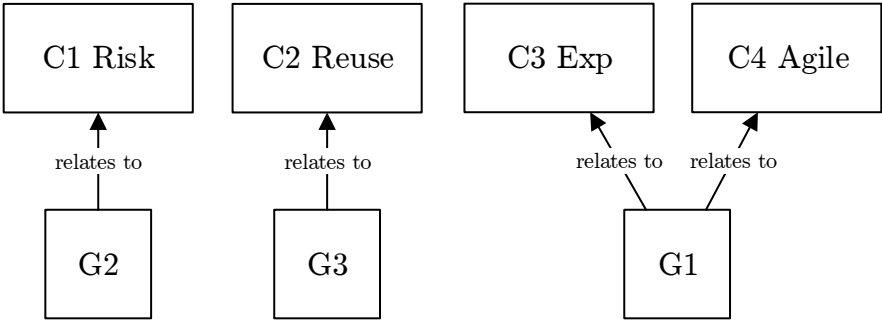 C1 Risk
C2 Reuse
C3 Exp
C4 Agile
relates to
relates to
relates to
relates to
G2
G3
G1